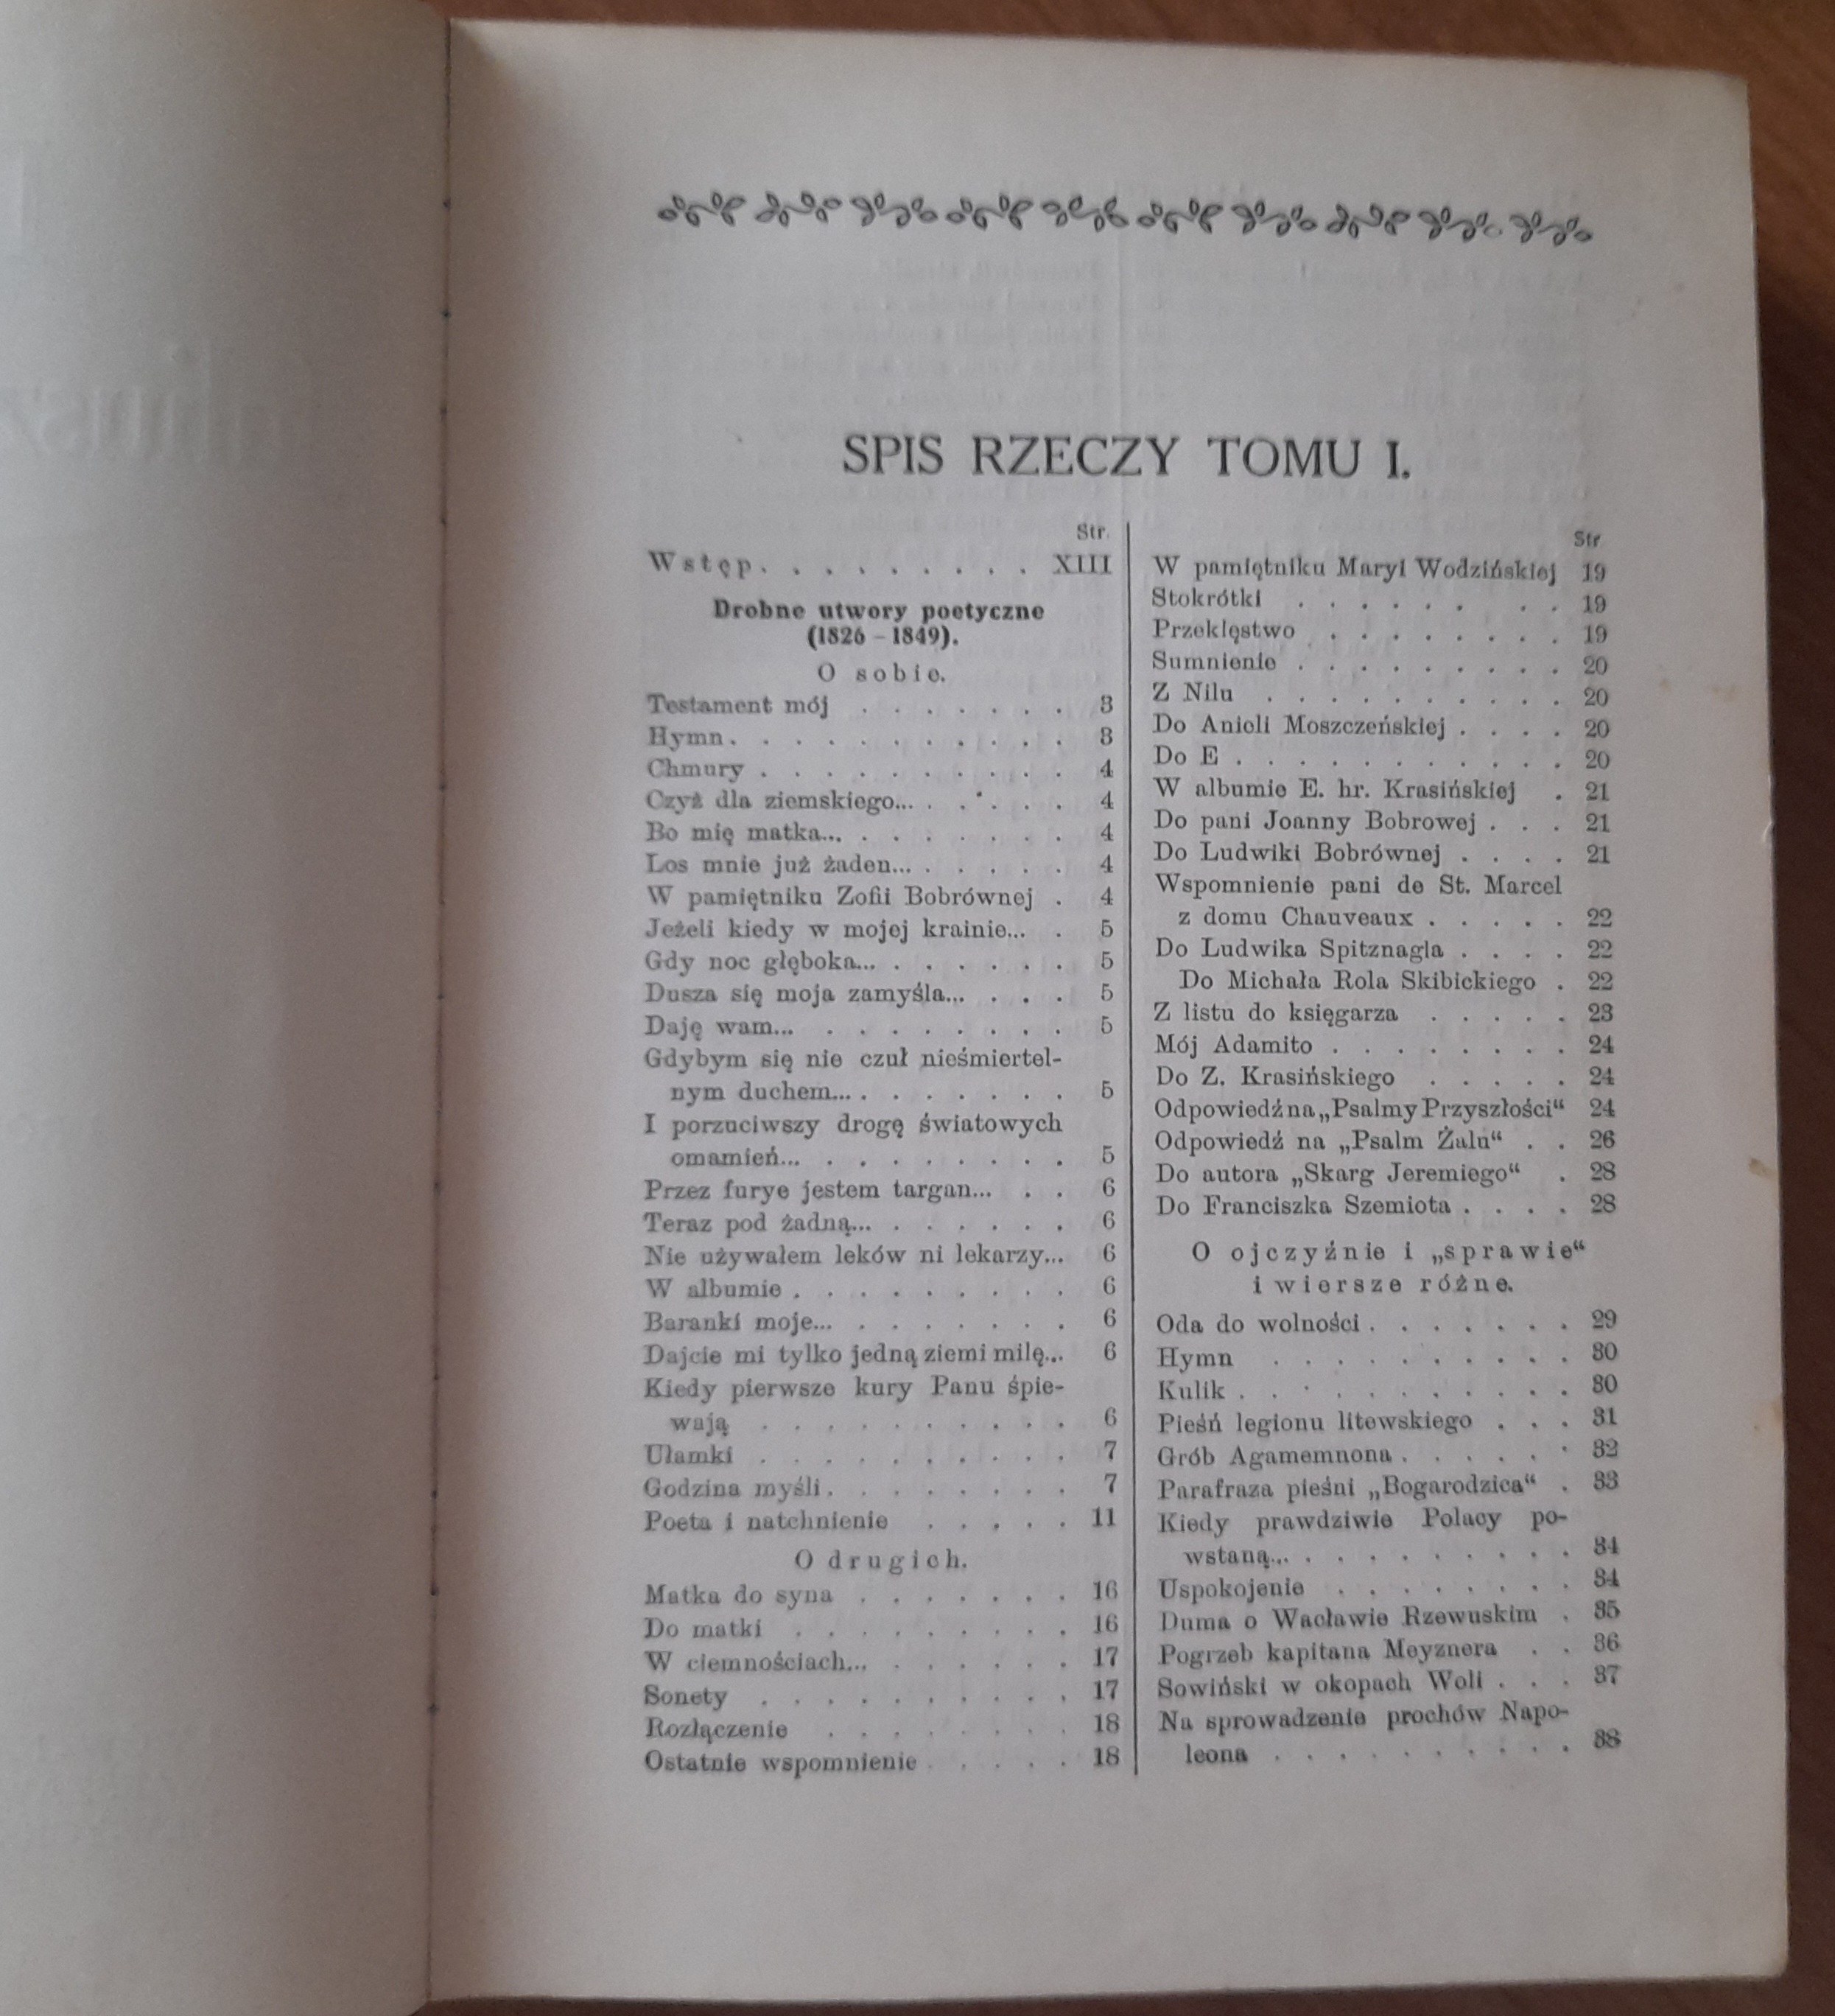 SPIS RZECZY TOMU I.
Str.
Wstęp. . . . . . . . . . XIII
Drobne utwory poetyczne
(1826 – 1849).
O sobie.
Testament mój . . . . . . . 3
Hymn. . . . . . . . . . . 3
Chmury . . . . . . . . . . 4
Czyż dla ziemskiego... . . . . . 4
Bo mię matka... . . . . . . . 4
Los mnie już żaden... . . . . . 4
W pamiętniku Zofii Bobrównej . 4
Jeżeli kiedy w mojej krainie... . 5
Gdy noc głęboka... . . . . . . 5
Dusza się moja zamyśla... . . . 5
Daję wam... . . . . . . . . 5
Gdybym się nie czuł nieśmiertel-
nym duchem... . . . . . . . 5
I porzuciwszy drogę światowych
omamień... . . . . . . . . 5
Przez furye jestem targan... . . 6
Teraz pod żadną... . . . . . . 6
Nie używałem leków ni lekarzy... 6
W albumie . . . . . . . . . 6
Baranki moje... . . . . . . . 6
Dajcie mi tylko jedną ziemi milę... 6
Kiedy pierwsze kury Panu śpie-
wają . . . . . . . . . . 6
Ułamki . . . . . . . . . . 7
Godzina myśli. . . . . . . . 7
Poeta i natchnienie . . . . . 11
O drugich.
Matka do syna . . . . . . . 16
Do matki . . . . . . . . . 16
W ciemnościach... . . . . . . 17
Sonety . . . . . . . . . . 17
Rozłączenie . . . . . . . . 18
Ostatnie wspomnienie . . . . . 18
Str
W pamiętniku Maryi Wodzińskiej 19
Stokrótki . . . . . . . . 19
Przeklęstwo . . . . . . . . 19
Sumnienie . . . . . . . . . 20
Z Nilu . . . . . . . . . . 20
Do Anieli Moszczeńskiej . . . . 20
Do E . . . . . . . . . . . 20
W albumie E. hr. Krasińskiej . 21
Do pani Joanny Bobrowej . . . 21
Do Ludwiki Bobrównej . . . . 21
Wspomnienie pani de St. Marcel
z domu Chauveaux . . . . . 22
Do Ludwika Spitznagla . . . . 22
Do Michała Rola Skibickiego . 22
Z listu do księgarza . . . . . 23
Mój Adamito . . . . . . . . 24
Do Z. Krasińskiego . . . . . 24
Odpowiedź na „Psalmy Przyszłości“ 24
Odpowiedź na „Psalm Żalu“ . . 26
Do autora „Skarg Jeremiego“ . 28
Do Franciszka Szemiota . . . . 28
O ojczyźnie i „sprawie“
i wiersze różne.
Oda do wolności . . . . . . . 29
Hymn . . . . . . . . . . 30
Kulik . . . . . . . . . . . 30
Pieśń legionu litewskiego . . . 31
Grób Agamemnona . . . . . . 32
Parafraza pieśni „Bogarodzica“ . 33
Kiedy prawdziwie Polacy po-
wstaną... . . . . . . . . . 34
Uspokojenie . . . . . . . . 34
Duma o Wacławie Rzewuskim . 35
Pogrzeb kapitana Meyznera . . 36
Sowiński w okopach Woli . . . 37
Na sprowadzenie prochów Napo-
leona . . . . . . . . . . 38